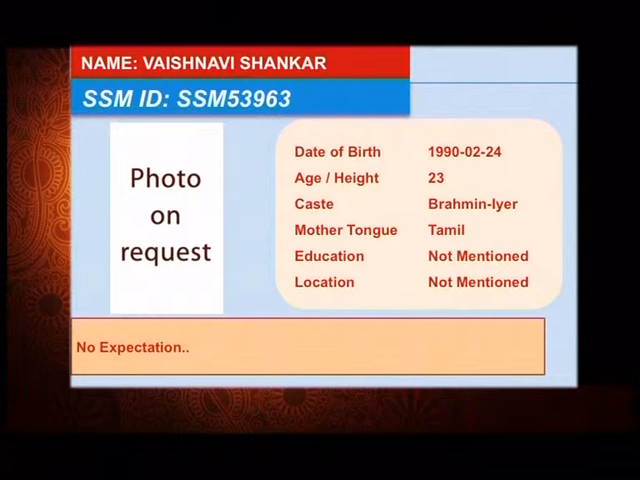 NAME: VAISHNAVI SHANKAR
SSM ID: SSM53963
Photo
on
request
Date of Birth 1990-02-24
Age / Height 23
Caste Brahmin-Iyer
Mother Tongue Tamil
Education Not Mentioned
Location Not Mentioned
No Expectation..